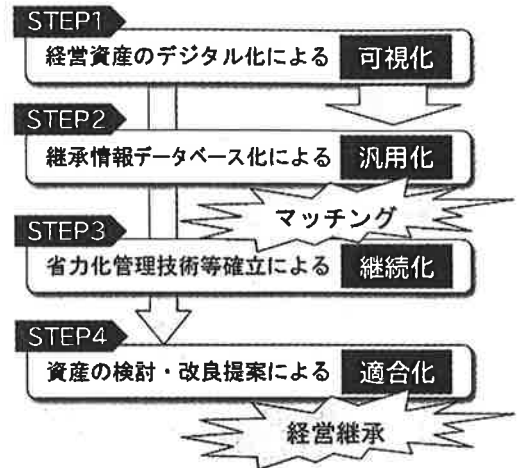 STEP1
経営資産のデジタル化による 可視化
STEP2
継承情報データベース化による 汎用化
マッチング
STEP3
省力化管理技術等確立による 継続化
STEP4
資産の検討・改良提案による 適合化
経営継承